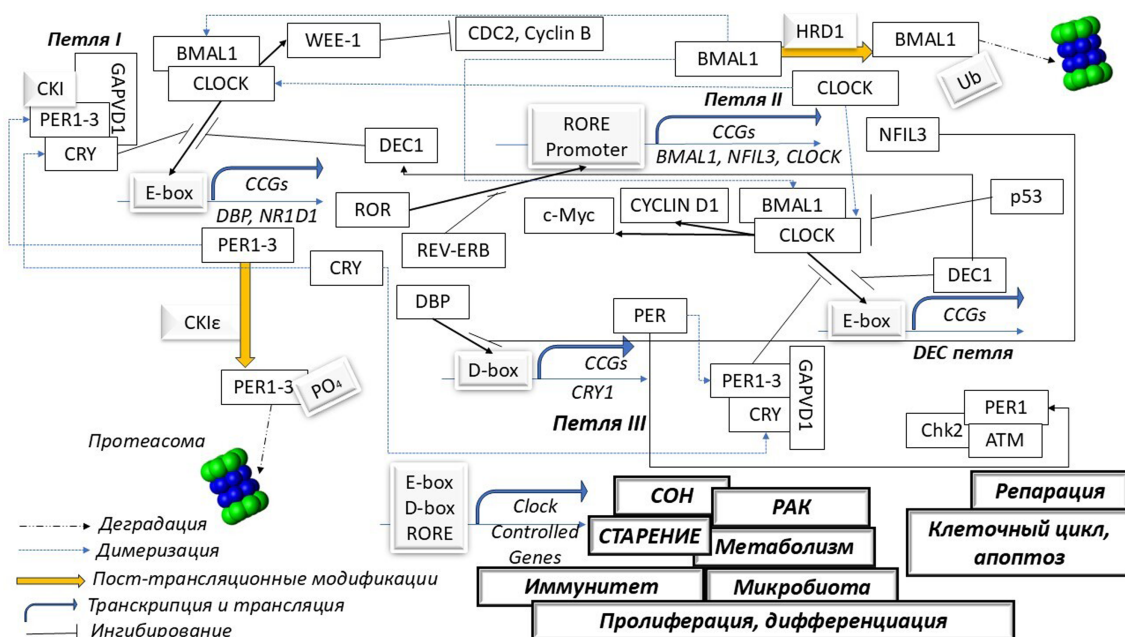 Петля I
BMAL1
CLOCK
WEE-1
CDC2, Cyclin B
BMAL1
HRD1
BMAL1
Ub
CKI
GAPVD1
PER1-3
CRY
DEC1
Петля II
CLOCK
RORE
Promoter
CCGs
BMAL1, NFIL3, CLOCK
NFIL3
E-box
CCGs
DBP, NR1D1
ROR
REV-ERB
c-Myc
CYCLIN D1
BMAL1
CLOCK
p53
PER1-3
CRY
DEC1
CKIε
DBP
PER
E-box
CCGs
DEC петля
D-box
CCGs
CRY1
Петля III
PER1-3
CRY
GAPVD1
PER1-3
PO₄
PER1
Chk2
ATM
Протеасома
E-box
D-box
RORE
Clock
Controlled
Genes
СОН
РАК
СТАРЕНИЕ
Метаболизм
Иммунитет
Микробиота
Пролиферация, дифференциация
Репарация
Клеточный цикл,
апоптоз
Деградация
Димеризация
Пост-трансляционные модификации
Транскрипция и трансляция
Ингибирование